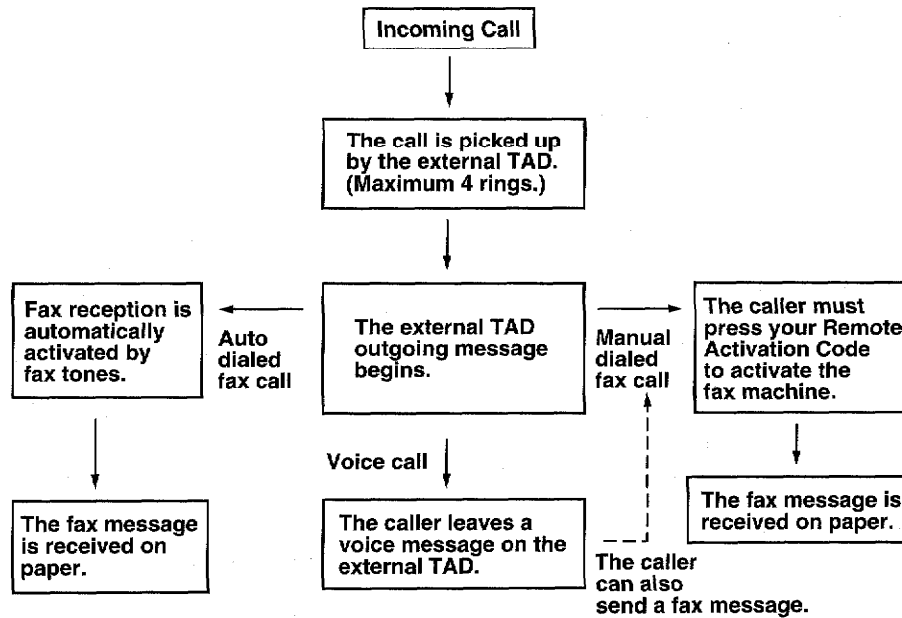 Incoming Call
The call is picked up
by the external TAD.
(Maximum 4 rings.)
Fax reception is
automatically
activated by
fax tones.
Auto
dialed
fax call
The external TAD
outgoing message
begins.
Manual
dialed
fax call
The caller must
press your Remote
Activation Code
to activate the
fax machine.
Voice call
The fax message
is received on
paper.
The caller leaves a
voice message on the
external TAD.
The caller
can also
send a fax message.
The fax message is
received on paper.